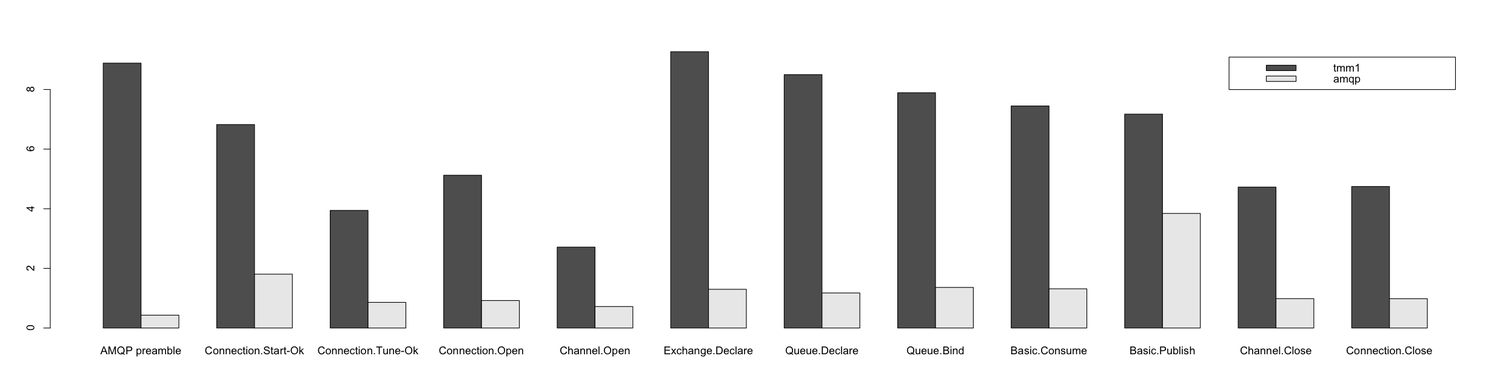 tmm1
amqp
8
6
4
2
0
AMQP preamble Connection.Start-Ok Connection.Tune-Ok Connection.Open Channel.Open Exchange.Declare Queue.Declare Queue.Bind Basic.Consume Basic.Publish Channel.Close Connection.Close